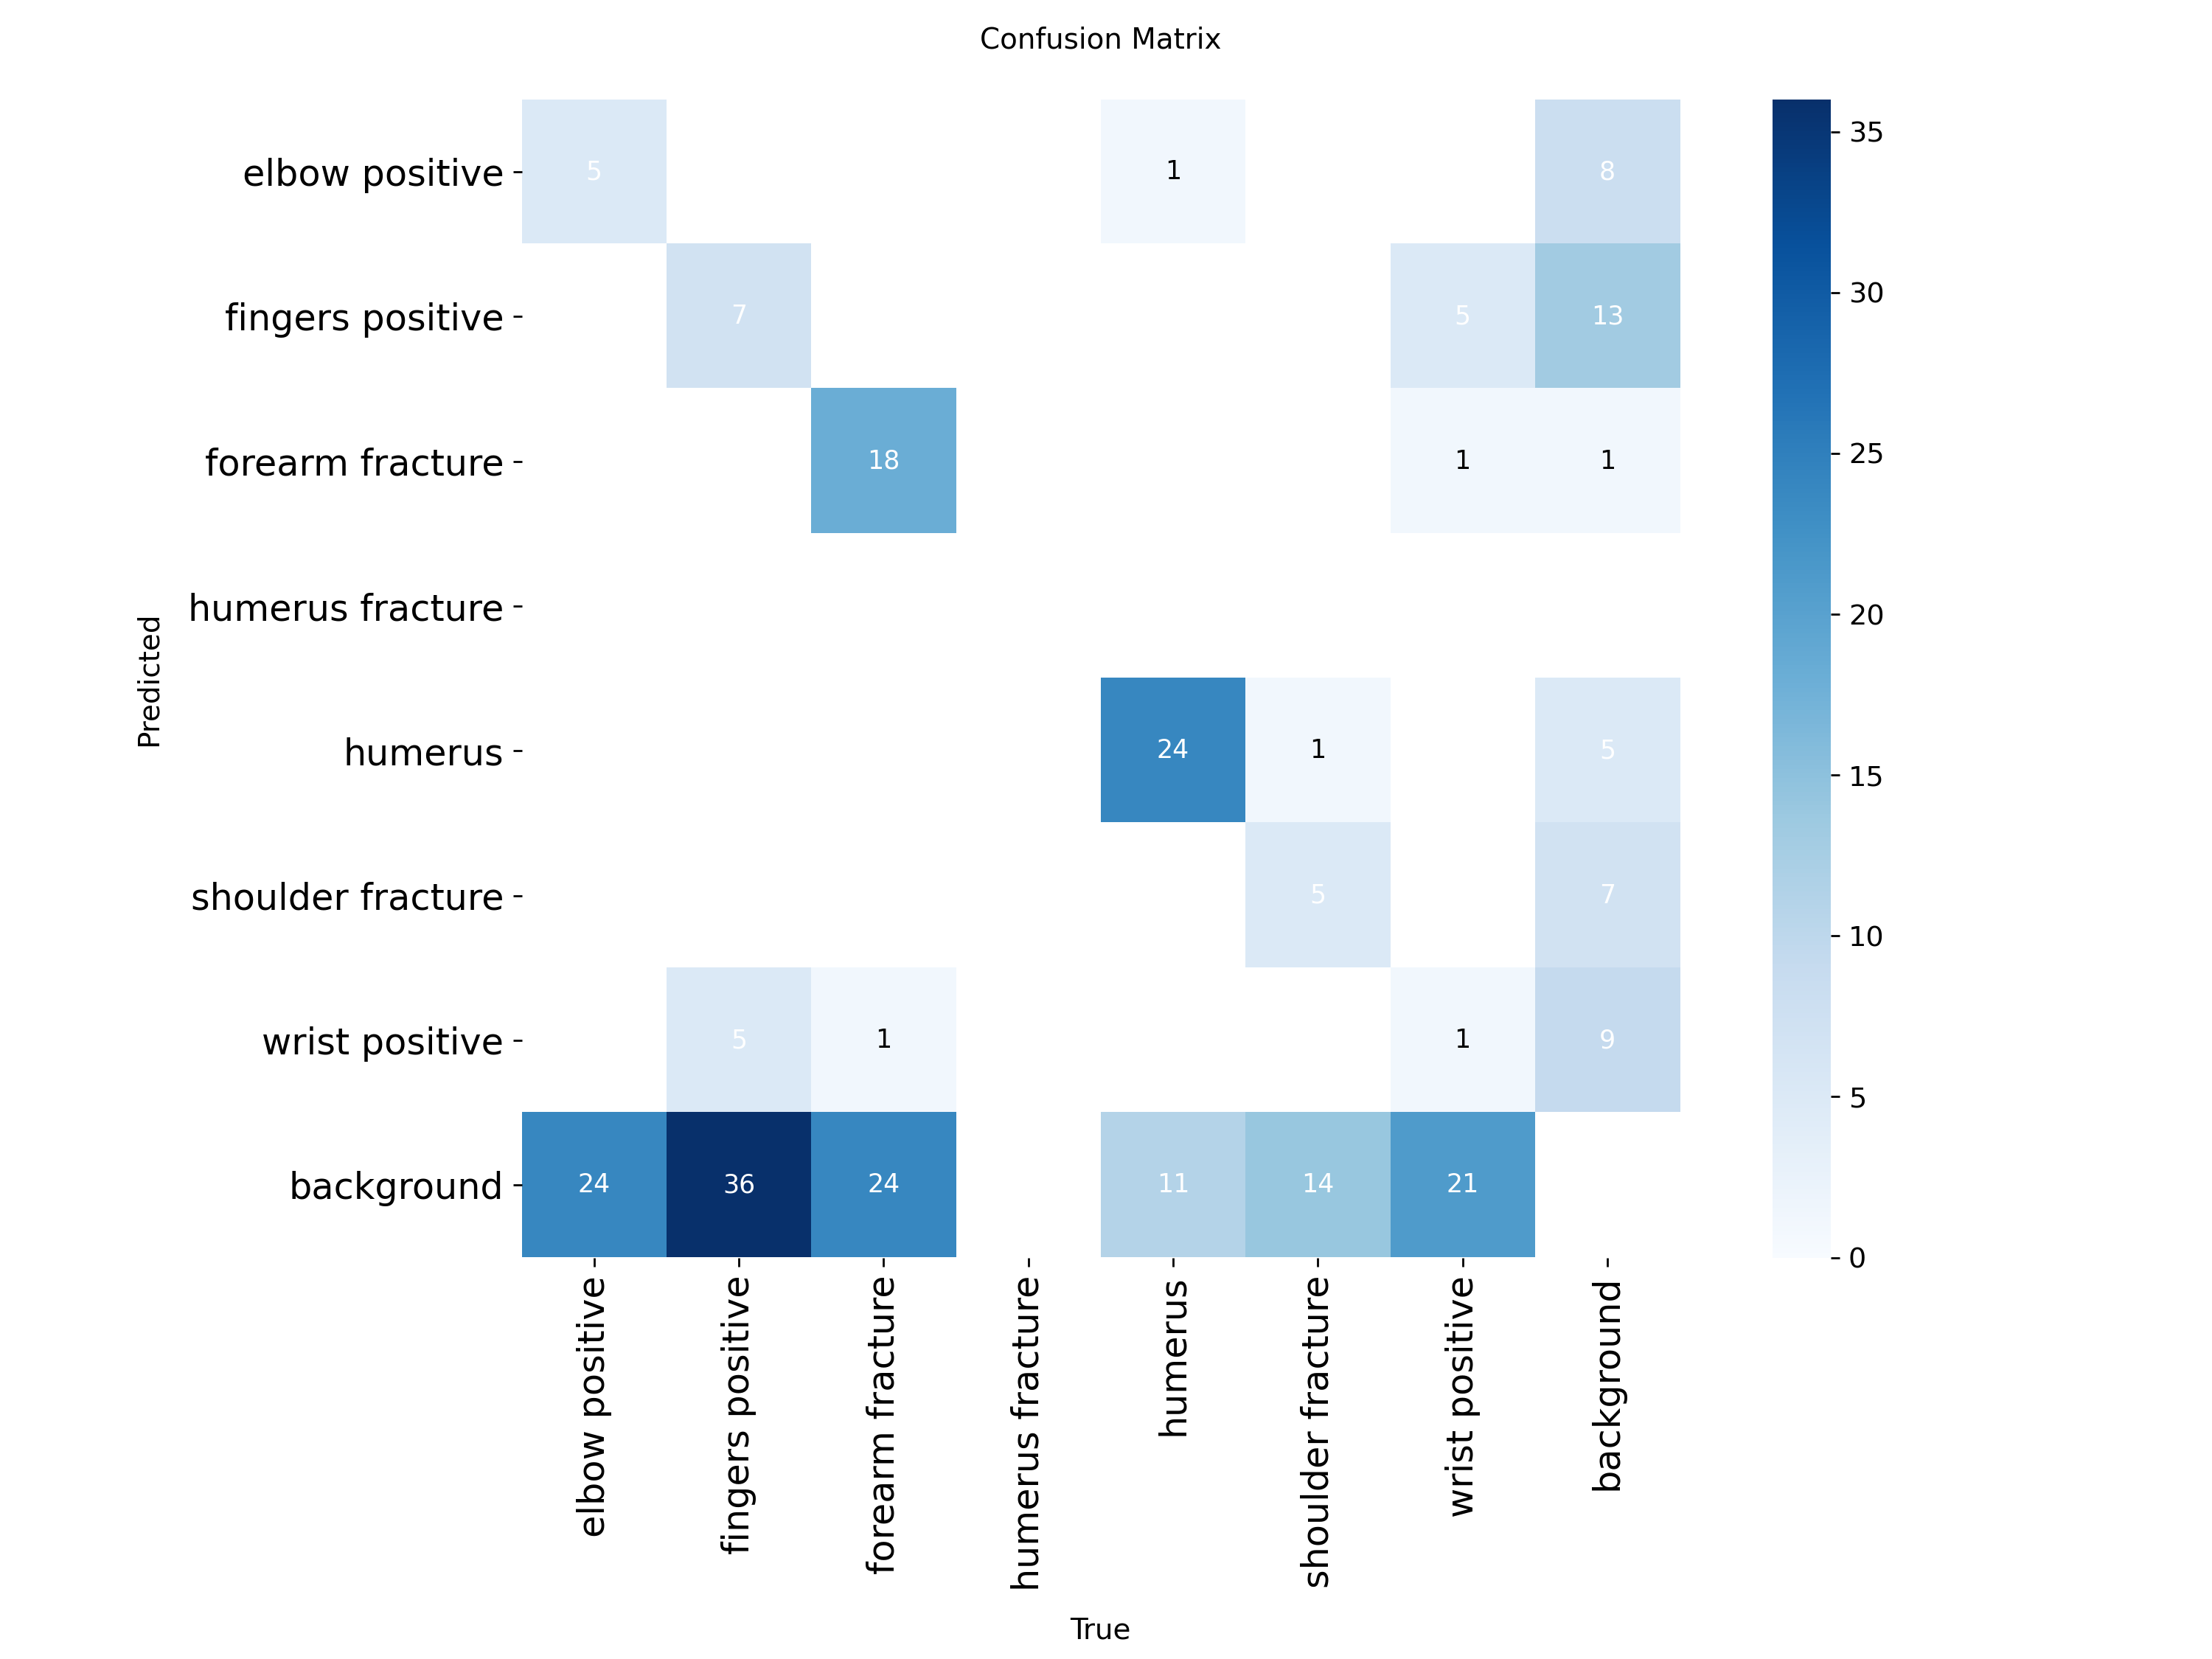 Confusion Matrix
elbow positive 5 1 8
fingers positive 7 5 13
forearm fracture 18 1 1
humerus fracture
humerus 24 1 5
shoulder fracture 5 7
wrist positive 5 1 1 9
background 24 36 24 11 14 21
Predicted
elbow positive
fingers positive
forearm fracture
humerus fracture
humerus
shoulder fracture
wrist positive
background
True
35
30
25
20
15
10
5
0